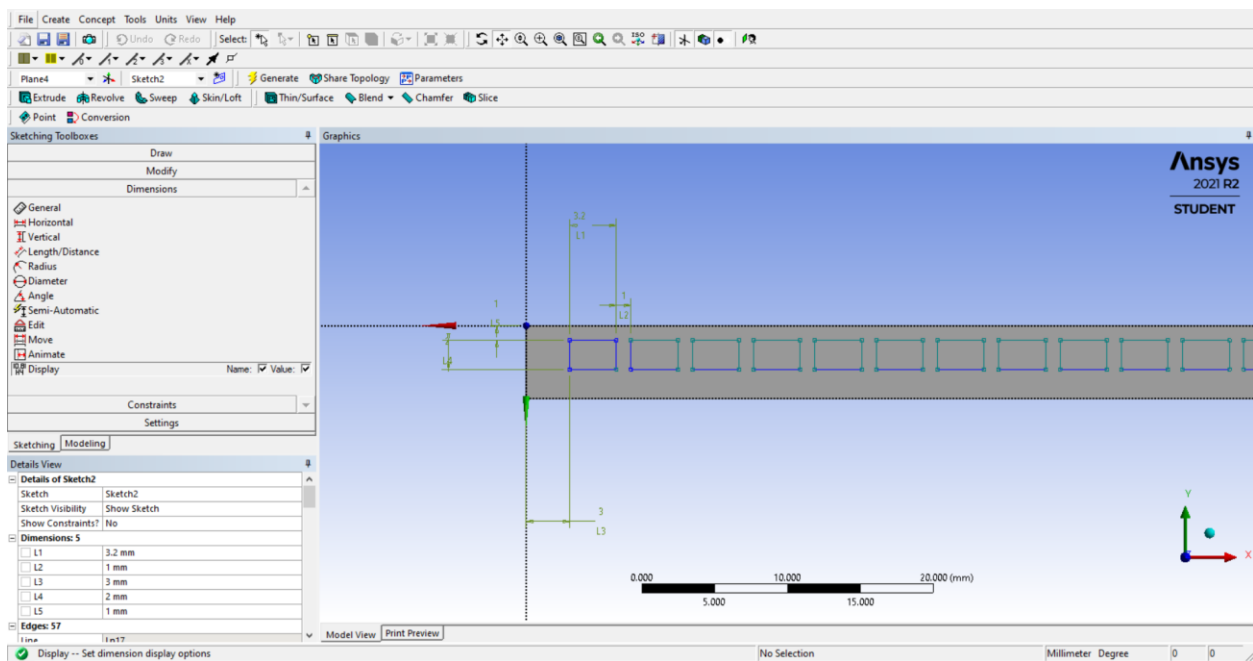 File Create Concept Tools Units View Help
Undo Redo Select: ISO
Plane4 Sketch2 Generate Share Topology Parameters
Extrude Revolve Sweep Skin/Loft Thin/Surface Blend Chamfer Slice
Point Conversion
Sketching Toolboxes
Draw
Modify
Dimensions
General
Horizontal
Vertical
Length/Distance
Radius
Diameter
Angle
Semi-Automatic
Edit
Move
Animate
Display Name: Value:
Constraints
Settings
Sketching Modeling
Details View
Details of Sketch2
Sketch Sketch2
Sketch Visibility Show Sketch
Show Constraints? No
Dimensions: 5
L1 3.2 mm
L2 1 mm
L3 3 mm
L4 2 mm
L5 1 mm
Edges: 57
Line Ln17
Graphics
Ansys
2021 R2
STUDENT
3.2
L1
1
L2
1
L5
2
L4
3
L3
Y
X
0.000 10.000 20.000 (mm)
5.000 15.000
Model View Print Preview
Display -- Set dimension display options No Selection Millimeter Degree 0 0